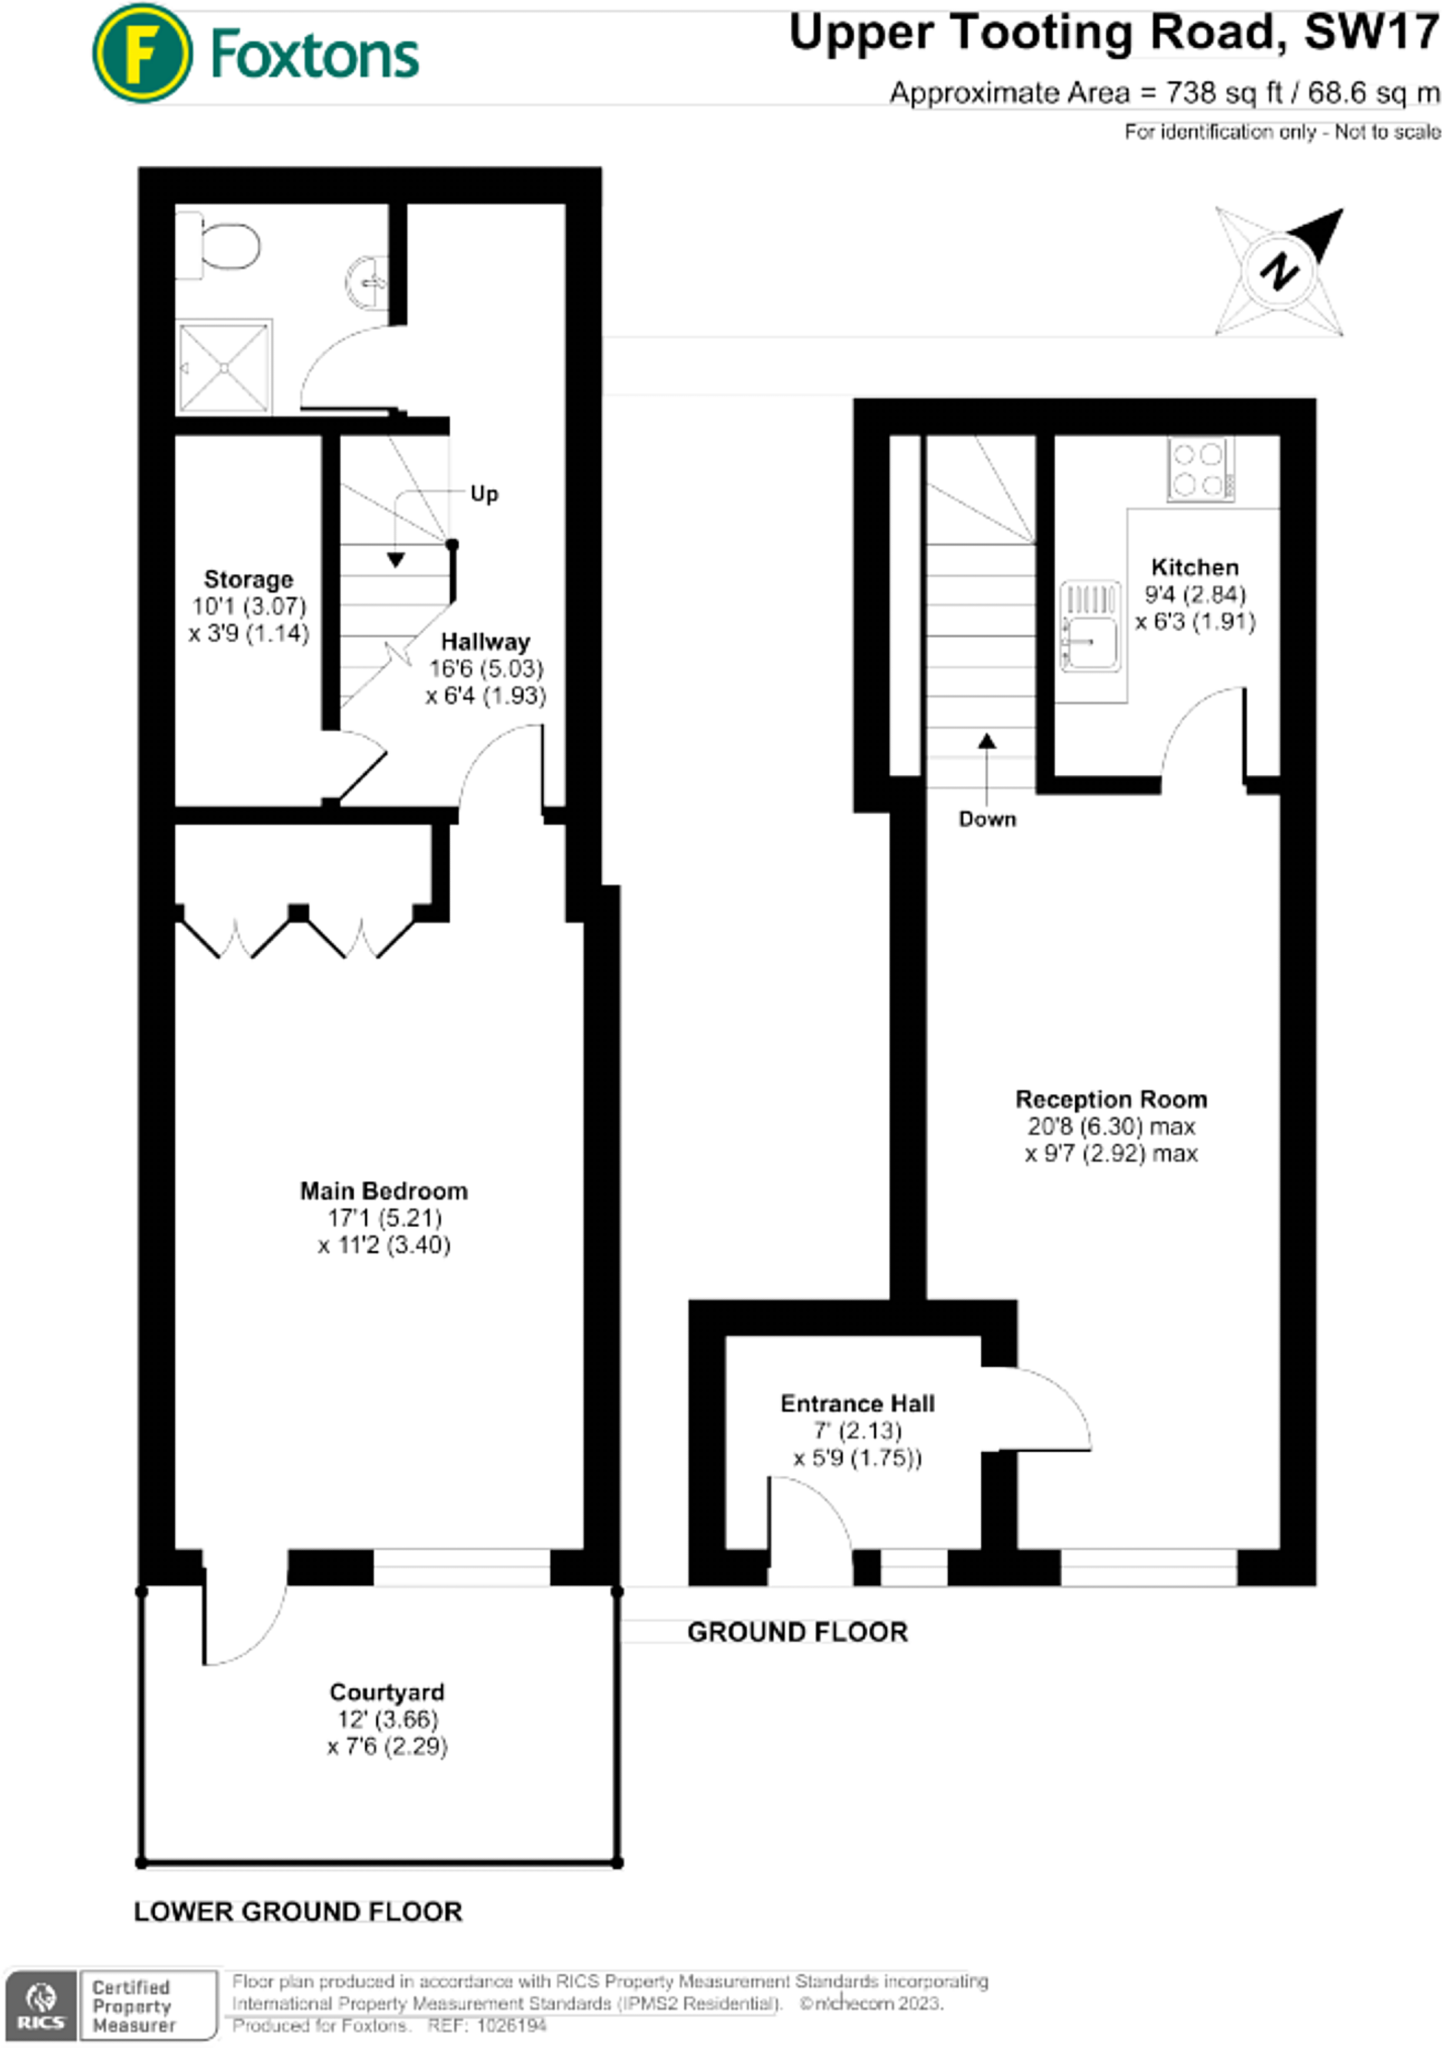 F Foxtons
Upper Tooting Road, SW17
Approximate Area = 738 sq ft / 68.6 sq m
For identification only - Not to scale
N
Up
Storage
10'1 (3.07)
x 3'9 (1.14)
Hallway
16'6 (5.03)
x 6'4 (1.93)
Main Bedroom
17'1 (5.21)
x 11'2 (3.40)
Courtyard
12' (3.66)
x 7'6 (2.29)
LOWER GROUND FLOOR
Kitchen
9'4 (2.84)
x 6'3 (1.91)
Down
Reception Room
20'8 (6.30) max
x 9'7 (2.92) max
Entrance Hall
7' (2.13)
x 5'9 (1.75))
GROUND FLOOR
RICS
Certified
Property
Measurer
Floor plan produced in accordance with RICS Property Measurement Standards incorporating
International Property Measurement Standards (IPMS2 Residential). © nichecom 2023.
Produced for Foxtons. REF: 1026194